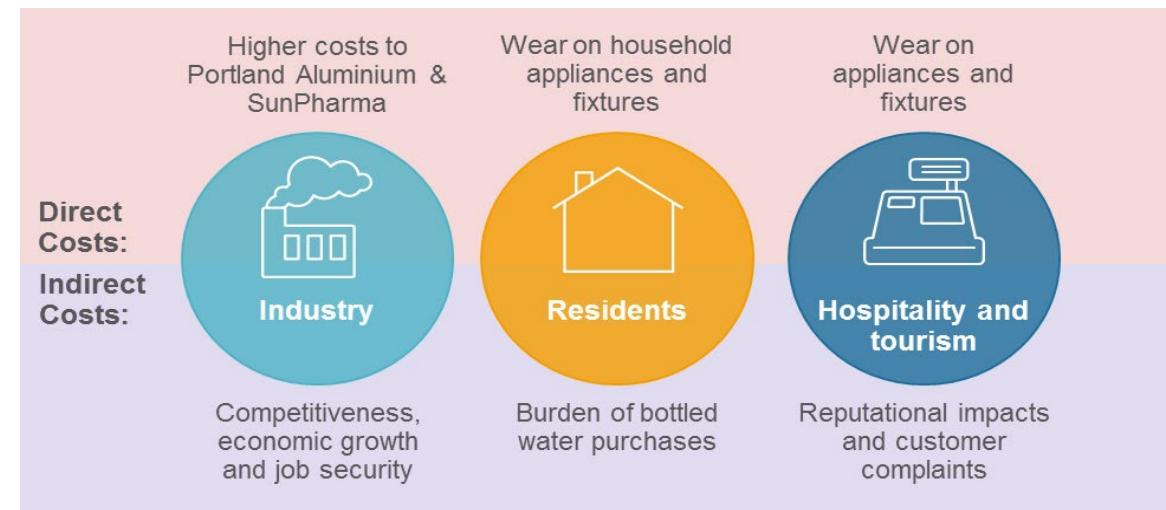 Higher costs to
Portland Aluminium &
SunPharma
Wear on household
appliances and
fixtures
Wear on
appliances and
fixtures
Direct
Costs:
Indirect
Costs:
Industry
Residents
Hospitality and
tourism
Competitiveness,
economic growth
and job security
Burden of bottled
water purchases
Reputational impacts
and customer
complaints